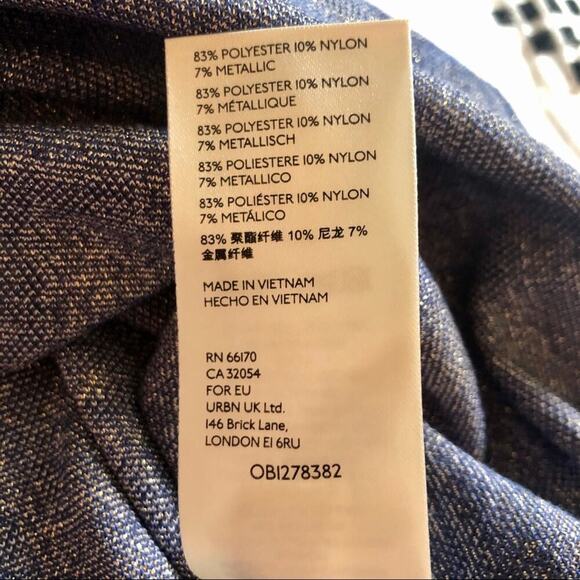 83% POLYESTER 10% NYLON
7% METALLIC
83% POLYESTER 10% NYLON
7% MÉTALLIQUE
83% POLYESTER 10% NYLON
7% METALLISCH
83% POLIESTERE 10% NYLON
7% METALLICO
83% POLIÉSTER 10% NYLON
7% METÁLICO
83% 聚酯纤维 10% 尼龙 7%
金属纤维
MADE IN VIETNAM
HECHO EN VIETNAM
RN 66170
CA 32054
FOR EU
URBN UK Ltd.
146 Brick Lane,
LONDON E1 6RU
OB1278382